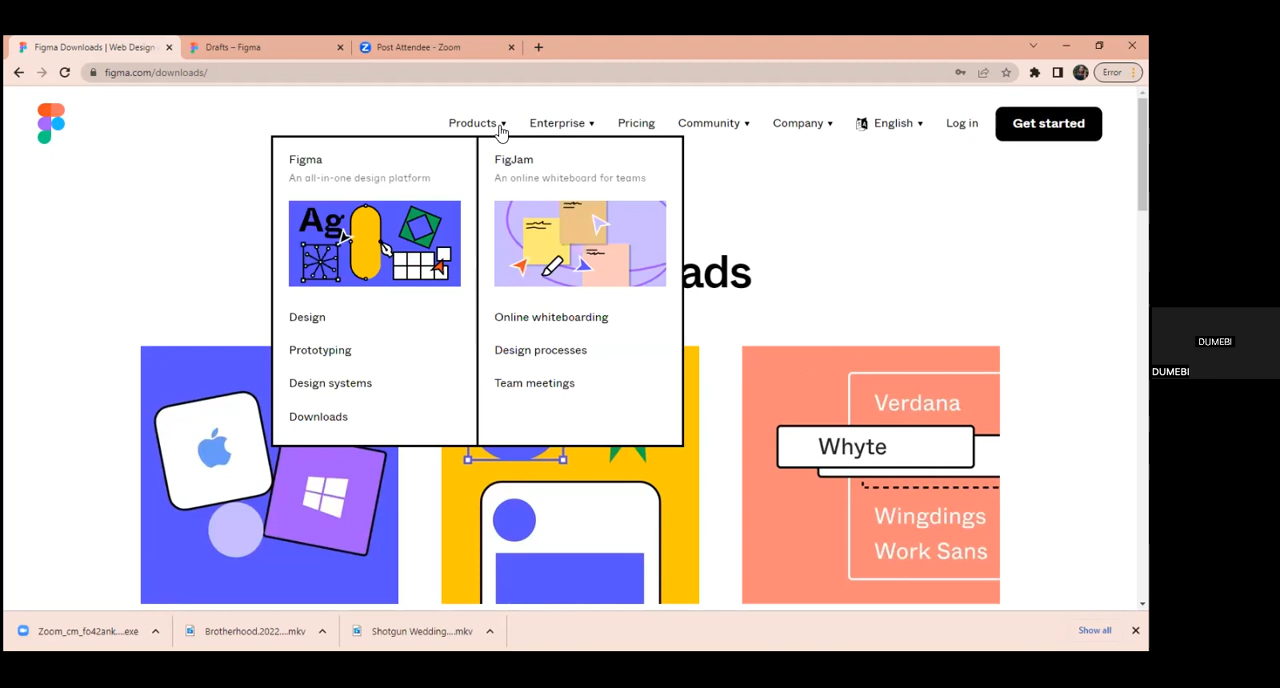 Figma Downloads | Web Design
Drafts – Figma
Post Attendee - Zoom
figma.com/downloads/
Error
Products
Enterprise
Pricing
Community
Company
English
Log in
Get started
Figma
An all-in-one design platform
FigJam
An online whiteboard for teams
Ag
ads
Design
Online whiteboarding
Prototyping
Design processes
Design systems
Team meetings
Downloads
Verdana
Whyte
Wingdings
Work Sans
DUMEBI
DUMEBI
Zoom_cm_fo42ank....exe
Brotherhood.2022....mkv
Shotgun Wedding....mkv
Show all